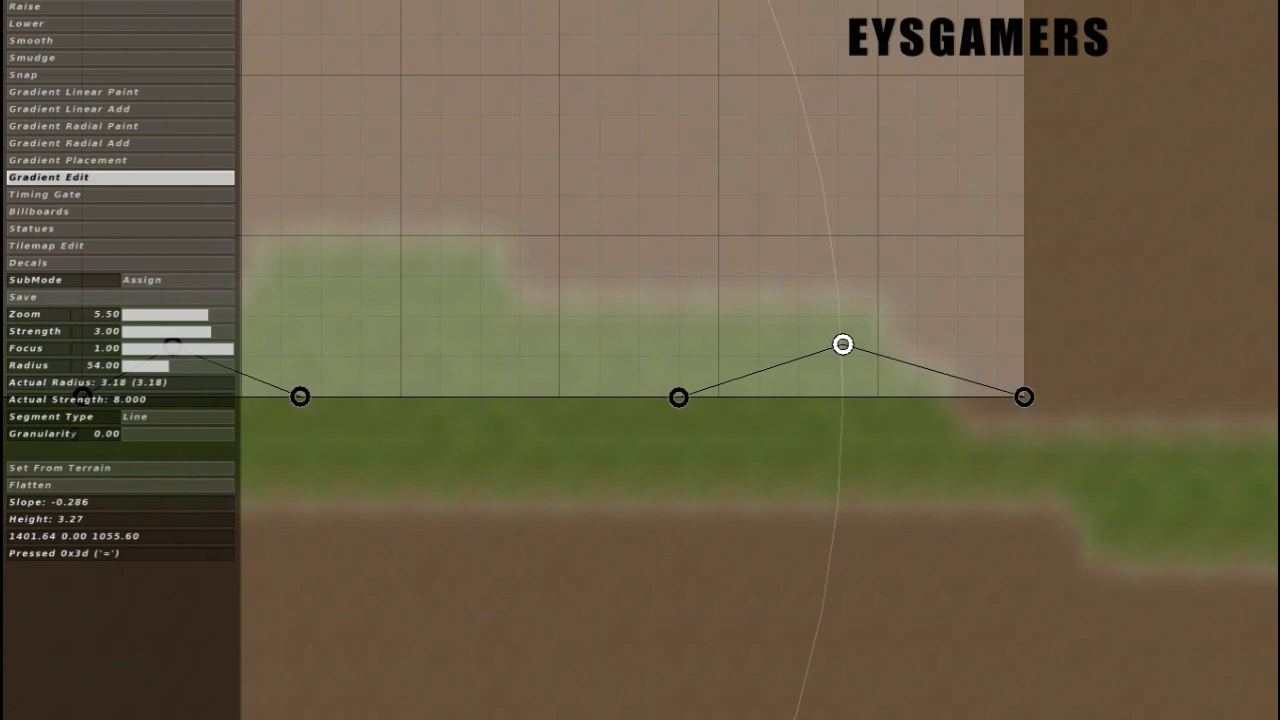 Raise
EYSGAMERS
Lower
Smooth
Smudge
Snap
Gradient Linear Paint
Gradient Linear Add
Gradient Radial Paint
Gradient Radial Add
Gradient Placement
Gradient Edit
Timing Gate
Billboards
Statues
Tilemap Edit
Decals
SubMode Assign
Save
Zoom 5.50
Strength 3.00
Focus 1.00
Radius 54.00
Actual Radius: 3.18 (3.18)
Actual Strength: 8.000
Segment Type Line
Granularity 0.00
Set From Terrain
Flatten
Slope: -0.286
Height: 3.27
1401.64 0.00 1055.60
Pressed 0x3d ('=')